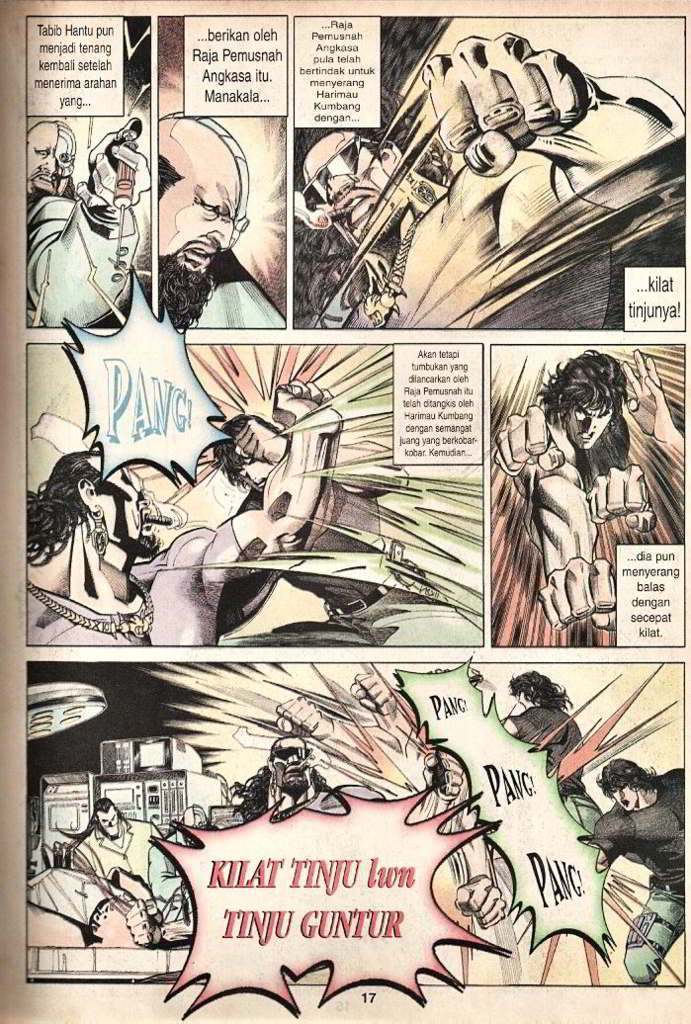 Tabib Hantu pun
menjadi tenang
kembali setelah
menerima arahan
yang...
...berikan oleh
Raja Pemusnah
Angkasa itu.
Manakala...
...Raja
Pemusnah
Angkasa
pula telah
bertindak untuk
menyerang
Harimau
Kumbang
dengan...
...kilat
tinjunya!
PANG!
Akan tetapi
tumbukan yang
dilancarkan oleh
Raja Pemusnah itu
telah ditangkis oleh
Harimau Kumbang
dengan semangat
juang yang berkobar-
kobar. Kemudian...
...dia pun
menyerang
balas
dengan
secepat
kilat.
PANG!
PANG!
PANG!
KILAT TINJU lwn
TINJU GUNTUR
17